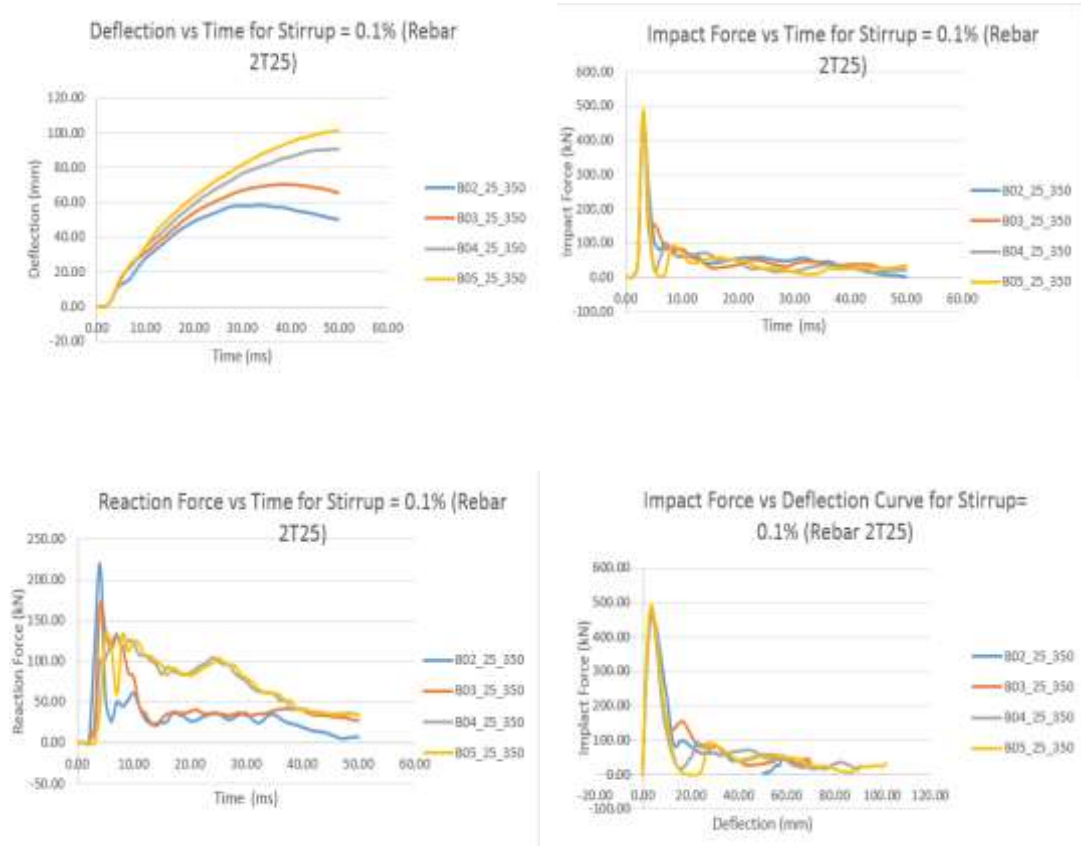 Deflection vs Time for Stirrup = 0.1% (Rebar
2T25)
120.00
100.00
80.00
60.00
40.00
20.00
0.00
-20.00
0.00 10.00 20.00 30.00 40.00 50.00 60.00
Deflection (mm)
Time (ms)
B02_25_350
B03_25_350
B04_25_350
B05_25_350
Impact Force vs Time for Stirrup = 0.1% (Rebar
2T25)
600.00
500.00
400.00
300.00
200.00
100.00
0.00
-100.00
0.00 10.00 20.00 30.00 40.00 50.00 60.00
Impact Force (kN)
Time (ms)
B02_25_350
B03_25_350
B04_25_350
B05_25_350
Reaction Force vs Time for Stirrup = 0.1% (Rebar
2T25)
250.00
200.00
150.00
100.00
50.00
0.00
-50.00
0.00 10.00 20.00 30.00 40.00 50.00 60.00
Reaction Force (kN)
Time (ms)
B02_25_350
B03_25_350
B04_25_350
B05_25_350
Impact Force vs Deflection Curve for Stirrup=
0.1% (Rebar 2T25)
600.00
500.00
400.00
300.00
200.00
100.00
0.00
-100.00
-20.00 0.00 20.00 40.00 60.00 80.00 100.00 120.00
Implact Force (kN)
Deflection (mm)
B02_25_350
B03_25_350
B04_25_350
B05_25_350